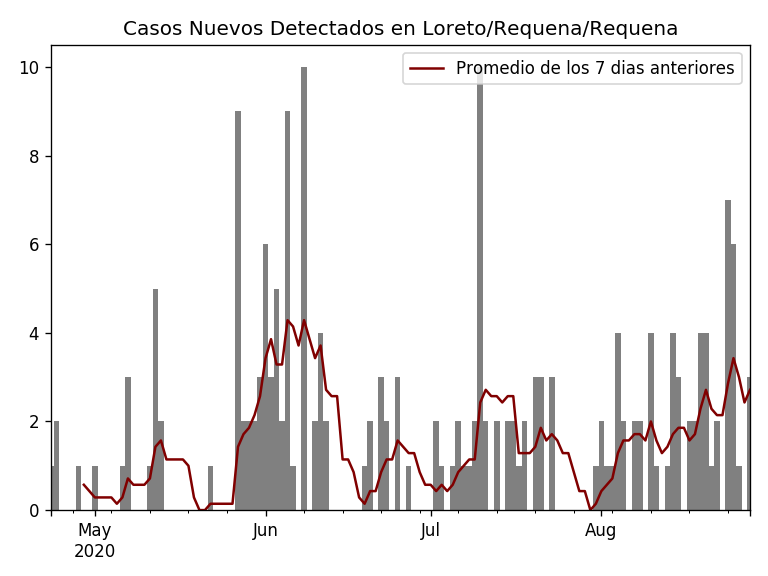 Casos Nuevos Detectados en Loreto/Requena/Requena
Promedio de los 7 dias anteriores
10
8
6
4
2
0
May
2020
Jun
Jul
Aug